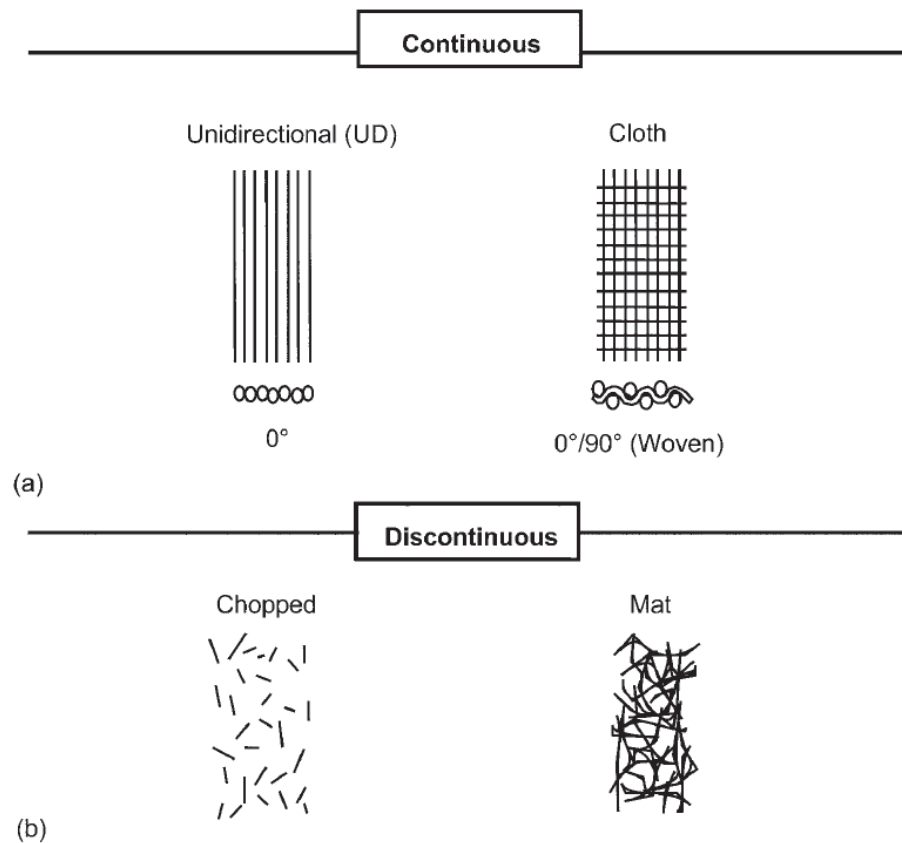 Continuous
Unidirectional (UD)
Cloth
0°
0°/90° (Woven)
(a)
Discontinuous
Chopped
Mat
(b)